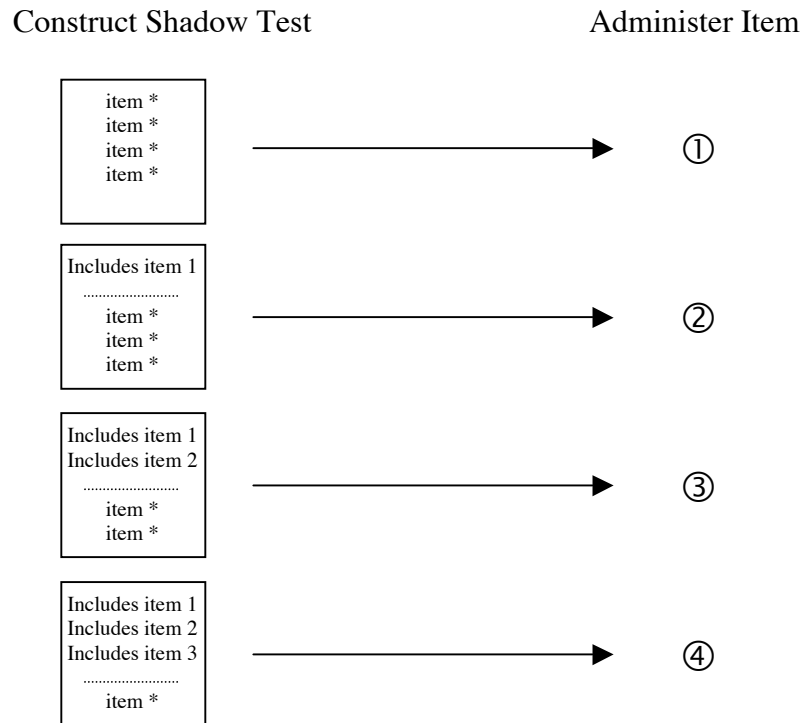 Construct Shadow Test Administer Item
item *
item *
item *
item *
①
Includes item 1
.........................
item *
item *
item *
②
Includes item 1
Includes item 2
.........................
item *
item *
③
Includes item 1
Includes item 2
Includes item 3
.........................
item *
④